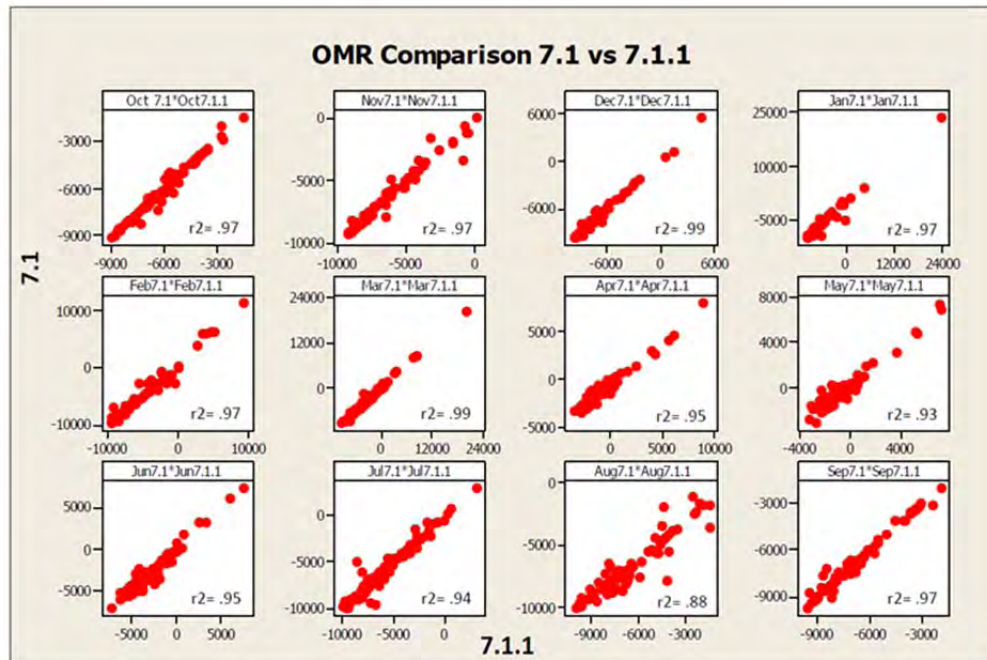 OMR Comparison 7.1 vs 7.1.1
Oct 7.1*Oct7.1.1
Nov7.1*Nov7.1.1
Dec7.1*Dec7.1.1
Jan7.1*Jan7.1.1
-3000
-6000
-9000
r2= .97
-9000 -6000 -3000
0
-5000
-10000
r2= .97
-10000 -5000 0
6000
0
-6000
r2= .99
-6000 0 6000
25000
10000
-5000
r2= .97
0 12000 24000
7.1
Feb7.1*Feb7.1.1
Mar7.1*Mar7.1.1
Apr7.1*Apr7.1.1
May7.1*May7.1.1
10000
0
-10000
r2= .97
-10000 0 10000
24000
12000
0
r2= .99
0 12000 24000
5000
0
-5000
r2= .95
0 5000 10000
8000
4000
0
r2= .93
-4000 0 4000
Jun7.1*Jun7.1.1
Jul7.1*Jul7.1.1
Aug7.1*Aug7.1.1
Sep7.1*Sep7.1.1
5000
0
-5000
r2= .95
-5000 0 5000
0
-5000
-10000
r2= .94
-10000 -5000 0
0
-5000
-10000
r2= .88
-9000 -6000 -3000
-3000
-6000
-9000
r2= .97
-9000 -6000 -3000
7.1.1